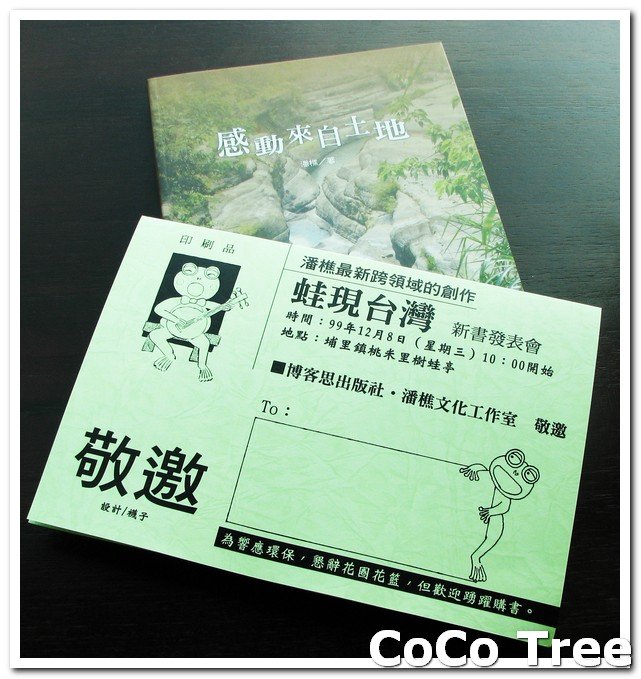 感動來自土地
潘樵／著
印刷品
潘樵最新跨領域的創作
蛙現台灣 新書發表會
時間：99年12月8日（星期三）10：00開始
地點：埔里鎮桃米里樹蛙亭
■博客思出版社・潘樵文化工作室 敬邀
To：
敬邀
設計/襪子
為響應環保，懇辭花圈花籃，但歡迎踴躍購書。
CoCo Tree